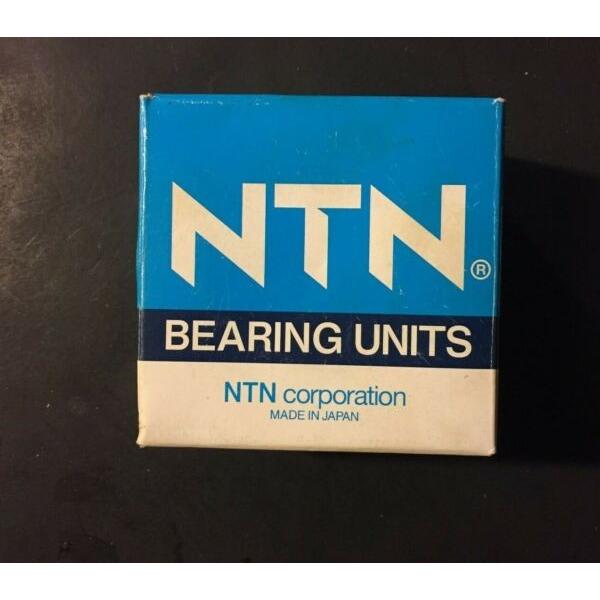 NTN®
BEARING UNITS
NTN corporation
MADE IN JAPAN